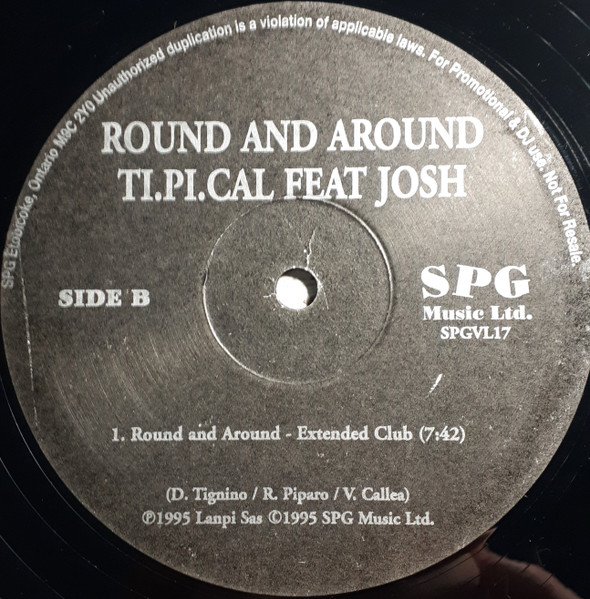 SPG Etobicoke, Ontario M9C 2Y0 Unauthorized duplication is a violation of applicable laws. For Promotional & DJ use. Not For Resale.
ROUND AND AROUND
TI.PI.CAL FEAT JOSH
SIDE B
SPG
Music Ltd.
SPGVL17
1. Round and Around - Extended Club (7:42)
(D. Tignino / R. Piparo / V. Callea)
℗1995 Lanpi Sas ©1995 SPG Music Ltd.